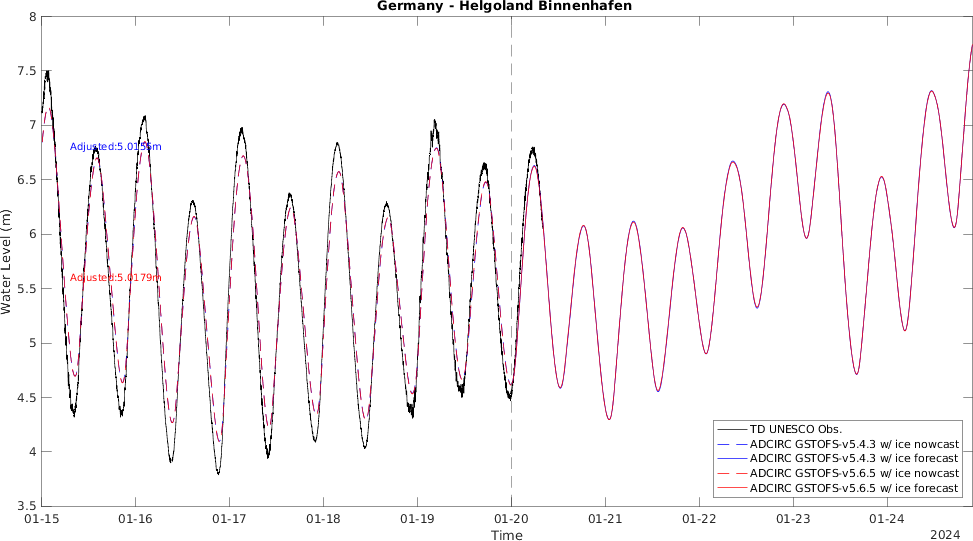 Germany - Helgoland Binnenhafen
8
7.5
7
6.5
6
5.5
5
4.5
4
3.5
Water Level (m)
Adjusted:5.0155m
Adjusted:5.0179m
TD UNESCO Obs.
ADCIRC GSTOFS-v5.4.3 w/ ice nowcast
ADCIRC GSTOFS-v5.4.3 w/ ice forecast
ADCIRC GSTOFS-v5.6.5 w/ ice nowcast
ADCIRC GSTOFS-v5.6.5 w/ ice forecast
01-15 01-16 01-17 01-18 01-19 01-20 01-21 01-22 01-23 01-24
Time
2024